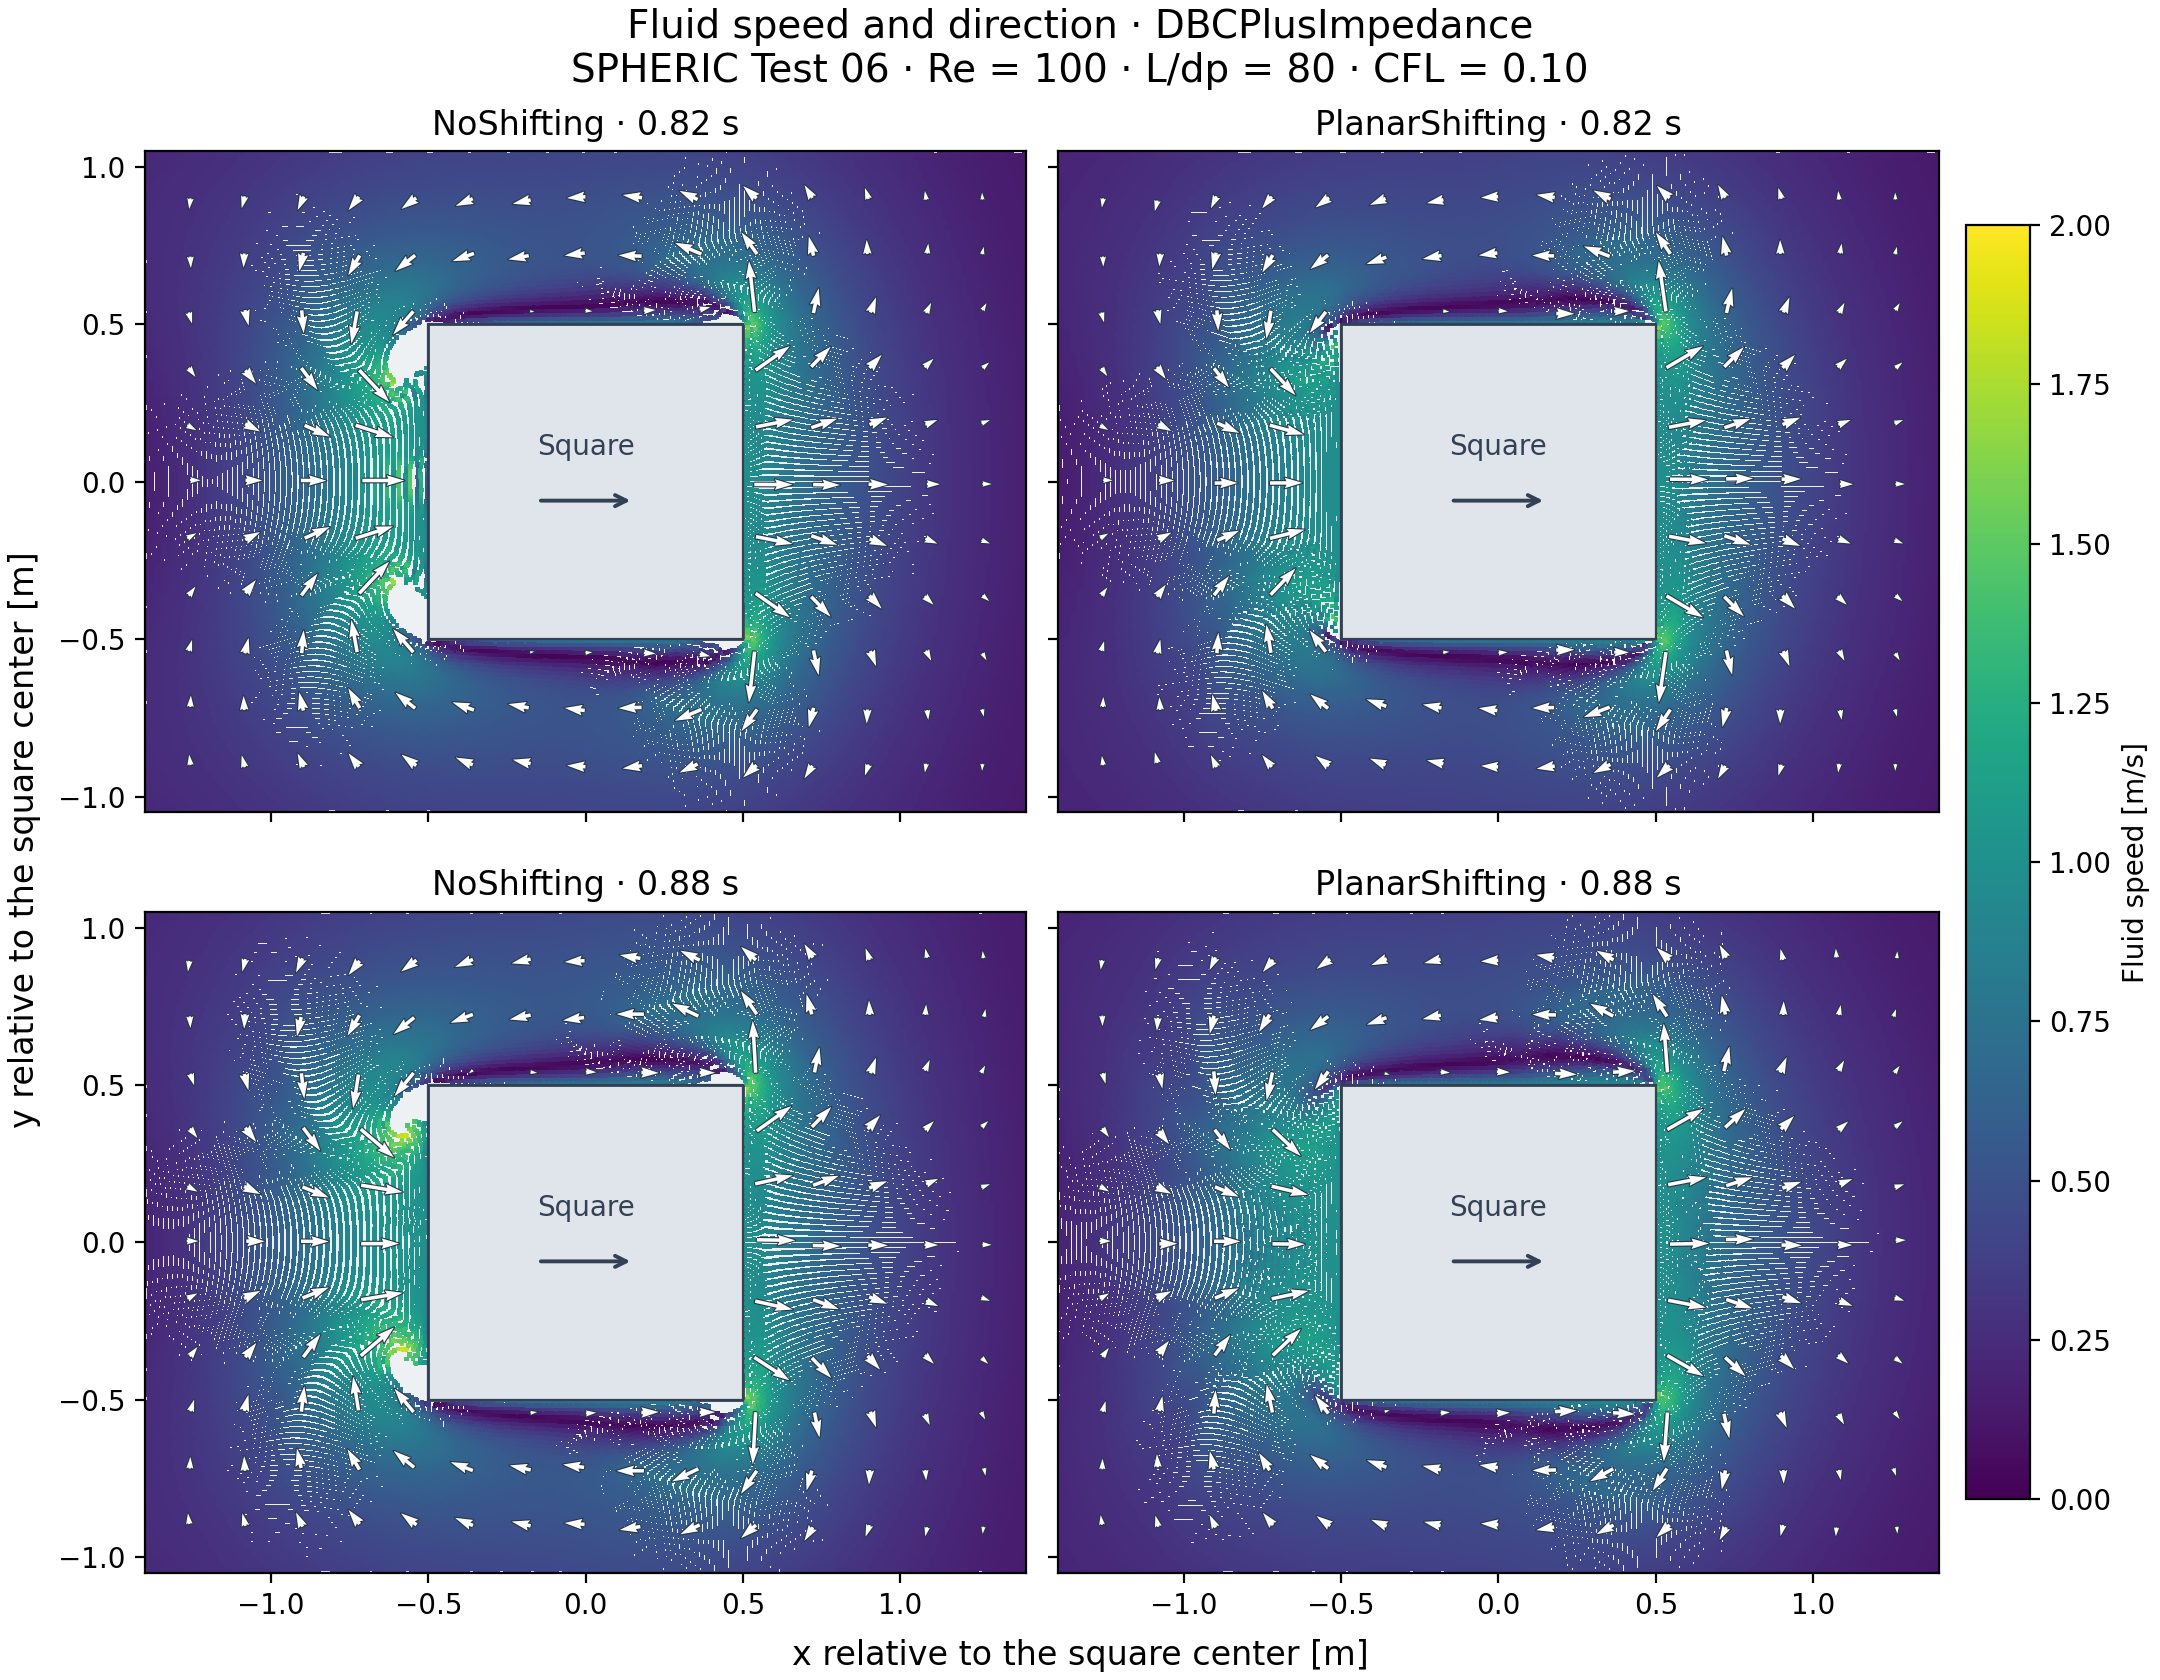 Fluid speed and direction · DBCPlusImpedance
SPHERIC Test 06 · Re = 100 · L/dp = 80 · CFL = 0.10
NoShifting · 0.82 s
PlanarShifting · 0.82 s
1.0
0.5
0.0
−0.5
−1.0
Square
Square
NoShifting · 0.88 s
PlanarShifting · 0.88 s
1.0
0.5
0.0
−0.5
−1.0
Square
Square
−1.0
−0.5
0.0
0.5
1.0
−1.0
−0.5
0.0
0.5
1.0
x relative to the square center [m]
y relative to the square center [m]
2.00
1.75
1.50
1.25
1.00
0.75
0.50
0.25
0.00
Fluid speed [m/s]